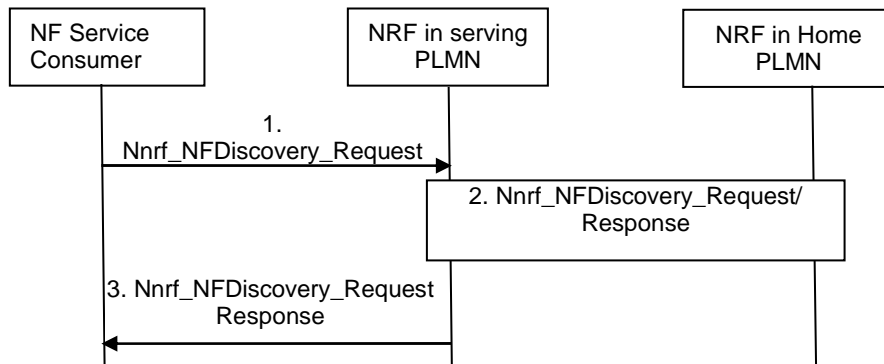 NF Service
Consumer
NRF in serving
PLMN
NRF in Home
PLMN
1.
Nnrf_NFDiscovery_Request
2. Nnrf_NFDiscovery_Request/
Response
3. Nnrf_NFDiscovery_Request
Response